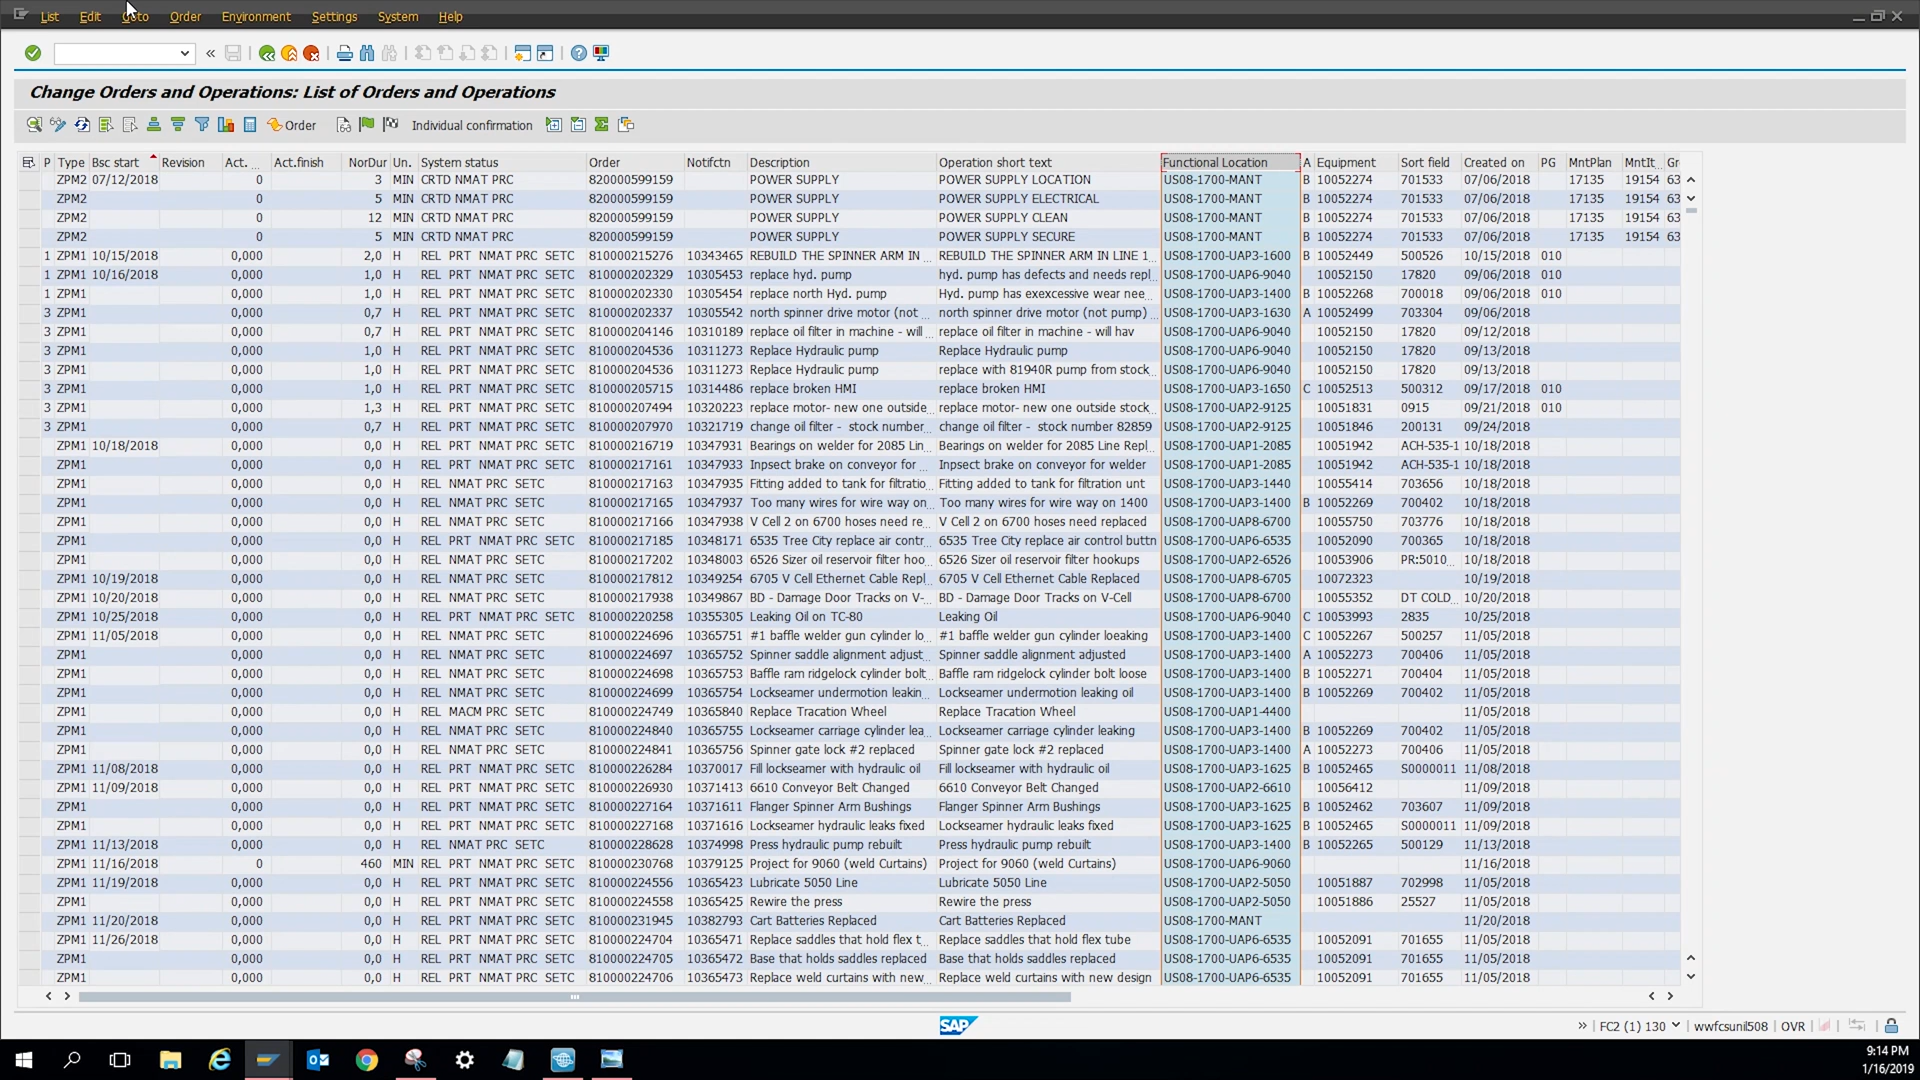 List Edit Goto Order Environment Settings System Help
Change Orders and Operations: List of Orders and Operations
Order Individual confirmation
P Type Bsc start Revision Act. ... Act.finish NorDur Un. System status Order Notifctn Description Operation short text Functional Location A Equipment Sort field Created on PG MntPlan MntIt... Gr
ZPM2 07/12/2018 0 3 MIN CRTD NMAT PRC 820000599159 POWER SUPPLY POWER SUPPLY LOCATION US08-1700-MANT B 10052274 701533 07/06/2018 17135 19154 63
ZPM2 0 5 MIN CRTD NMAT PRC 820000599159 POWER SUPPLY POWER SUPPLY ELECTRICAL US08-1700-MANT B 10052274 701533 07/06/2018 17135 19154 63
ZPM2 0 12 MIN CRTD NMAT PRC 820000599159 POWER SUPPLY POWER SUPPLY CLEAN US08-1700-MANT B 10052274 701533 07/06/2018 17135 19154 63
ZPM2 0 5 MIN CRTD NMAT PRC 820000599159 POWER SUPPLY POWER SUPPLY SECURE US08-1700-MANT B 10052274 701533 07/06/2018 17135 19154 63
1 ZPM1 10/15/2018 0,000 2,0 H REL PRT NMAT PRC SETC 810000215276 10343465 REBUILD THE SPINNER ARM IN ... REBUILD THE SPINNER ARM IN LINE 1... US08-1700-UAP3-1600 B 10052449 500526 10/15/2018 010
1 ZPM1 10/16/2018 0,000 1,0 H REL PRT NMAT PRC SETC 810000202329 10305453 replace hyd. pump hyd. pump has defects and needs repl... US08-1700-UAP6-9040 10052150 17820 09/06/2018 010
1 ZPM1 0,000 1,0 H REL PRT NMAT PRC SETC 810000202330 10305454 replace north Hyd. pump Hyd. pump has exexcessive wear nee... US08-1700-UAP3-1400 B 10052268 700018 09/06/2018 010
3 ZPM1 0,000 0,7 H REL PRT NMAT PRC SETC 810000202337 10305542 north spinner drive motor (not ... north spinner drive motor (not pump) US08-1700-UAP3-1630 A 10052499 703304 09/06/2018
3 ZPM1 0,000 0,7 H REL PRT NMAT PRC SETC 810000204146 10310189 replace oil filter in machine - will ... replace oil filter in machine - will hav US08-1700-UAP6-9040 10052150 17820 09/12/2018
3 ZPM1 0,000 1,0 H REL PRT NMAT PRC SETC 810000204536 10311273 Replace Hydraulic pump Replace Hydraulic pump US08-1700-UAP6-9040 10052150 17820 09/13/2018
3 ZPM1 0,000 1,0 H REL PRT NMAT PRC SETC 810000204536 10311273 Replace Hydraulic pump replace with 81940R pump from stock... US08-1700-UAP6-9040 10052150 17820 09/13/2018
3 ZPM1 0,000 1,0 H REL PRT NMAT PRC SETC 810000205715 10314486 replace broken HMI replace broken HMI US08-1700-UAP3-1650 C 10052513 500312 09/17/2018 010
3 ZPM1 0,000 1,3 H REL PRT NMAT PRC SETC 810000207494 10320223 replace motor- new one outside... replace motor- new one outside stock... US08-1700-UAP2-9125 10051831 0915 09/21/2018 010
3 ZPM1 0,000 0,7 H REL PRT NMAT PRC SETC 810000207970 10321719 change oil filter - stock number... change oil filter - stock number 82859 US08-1700-UAP2-9125 10051846 200131 09/24/2018
ZPM1 10/18/2018 0,000 0,0 H REL PRT NMAT PRC SETC 810000216719 10347931 Bearings on welder for 2085 Lin... Bearings on welder for 2085 Line Repl... US08-1700-UAP1-2085 10051942 ACH-535-1 10/18/2018
ZPM1 0,000 0,0 H REL PRT NMAT PRC SETC 810000217161 10347933 Inpsect brake on conveyor for ... Inpsect brake on conveyor for welder US08-1700-UAP1-2085 10051942 ACH-535-1 10/18/2018
ZPM1 0,000 0,0 H REL NMAT PRC SETC 810000217163 10347935 Fitting added to tank for filtratio... Fitting added to tank for filtration unt US08-1700-UAP3-1440 10055414 703656 10/18/2018
ZPM1 0,000 0,0 H REL NMAT PRC SETC 810000217165 10347937 Too many wires for wire way on... Too many wires for wire way on 1400 US08-1700-UAP3-1400 B 10052269 700402 10/18/2018
ZPM1 0,000 0,0 H REL NMAT PRC SETC 810000217166 10347938 V Cell 2 on 6700 hoses need re... V Cell 2 on 6700 hoses need replaced US08-1700-UAP8-6700 10055750 703776 10/18/2018
ZPM1 0,000 0,0 H REL PRT NMAT PRC SETC 810000217185 10348171 6535 Tree City replace air contr... 6535 Tree City replace air control buttn US08-1700-UAP6-6535 10052090 700365 10/18/2018
ZPM1 0,000 0,0 H REL NMAT PRC SETC 810000217202 10348003 6526 Sizer oil reservoir filter hoo... 6526 Sizer oil reservoir filter hookups US08-1700-UAP2-6526 10053906 PR:5010... 10/18/2018
ZPM1 10/19/2018 0,000 0,0 H REL NMAT PRC SETC 810000217812 10349254 6705 V Cell Ethernet Cable Repl... 6705 V Cell Ethernet Cable Replaced US08-1700-UAP8-6705 10072323 10/19/2018
ZPM1 10/20/2018 0,000 0,0 H REL NMAT PRC SETC 810000217938 10349867 BD - Damage Door Tracks on V-... BD - Damage Door Tracks on V-Cell US08-1700-UAP8-6700 10055352 DT COLD... 10/20/2018
ZPM1 10/25/2018 0,000 0,0 H REL PRT NMAT PRC SETC 810000220258 10355305 Leaking Oil on TC-80 Leaking Oil US08-1700-UAP6-9040 C 10053993 2835 10/25/2018
ZPM1 11/05/2018 0,000 0,0 H REL NMAT PRC SETC 810000224696 10365751 #1 baffle welder gun cylinder lo... #1 baffle welder gun cylinder loeaking US08-1700-UAP3-1400 C 10052267 500257 11/05/2018
ZPM1 0,000 0,0 H REL NMAT PRC SETC 810000224697 10365752 Spinner saddle alignment adjust... Spinner saddle alignment adjusted US08-1700-UAP3-1400 A 10052273 700406 11/05/2018
ZPM1 0,000 0,0 H REL NMAT PRC SETC 810000224698 10365753 Baffle ram ridgelock cylinder bolt... Baffle ram ridgelock cylinder bolt loose US08-1700-UAP3-1400 B 10052271 700404 11/05/2018
ZPM1 0,000 0,0 H REL NMAT PRC SETC 810000224699 10365754 Lockseamer undermotion leakin... Lockseamer undermotion leaking oil US08-1700-UAP3-1400 B 10052269 700402 11/05/2018
ZPM1 0,000 0,0 H REL MACM PRC SETC 810000224749 10365840 Replace Tracation Wheel Replace Tracation Wheel US08-1700-UAP1-4400 11/05/2018
ZPM1 0,000 0,0 H REL NMAT PRC SETC 810000224840 10365755 Lockseamer carriage cylinder lea... Lockseamer carriage cylinder leaking US08-1700-UAP3-1400 B 10052269 700402 11/05/2018
ZPM1 0,000 0,0 H REL NMAT PRC SETC 810000224841 10365756 Spinner gate lock #2 replaced Spinner gate lock #2 replaced US08-1700-UAP3-1400 A 10052273 700406 11/05/2018
ZPM1 11/08/2018 0,000 0,0 H REL PRT NMAT PRC SETC 810000226284 10370017 Fill lockseamer with hydraulic oil Fill lockseamer with hydraulic oil US08-1700-UAP3-1625 B 10052465 S0000011 11/08/2018
ZPM1 11/09/2018 0,000 0,0 H REL PRT NMAT PRC SETC 810000226930 10371413 6610 Conveyor Belt Changed 6610 Conveyor Belt Changed US08-1700-UAP2-6610 10056412 11/09/2018
ZPM1 0,000 0,0 H REL PRT NMAT PRC SETC 810000227164 10371611 Flanger Spinner Arm Bushings Flanger Spinner Arm Bushings US08-1700-UAP3-1625 B 10052462 703607 11/09/2018
ZPM1 0,000 0,0 H REL PRT NMAT PRC SETC 810000227168 10371616 Lockseamer hydraulic leaks fixed Lockseamer hydraulic leaks fixed US08-1700-UAP3-1625 B 10052465 S0000011 11/09/2018
ZPM1 11/13/2018 0,000 0,0 H REL PRT NMAT PRC SETC 810000228628 10374998 Press hydraulic pump rebuilt Press hydraulic pump rebuilt US08-1700-UAP3-1400 B 10052265 500129 11/13/2018
ZPM1 11/16/2018 0 460 MIN REL PRT NMAT PRC SETC 810000230768 10379125 Project for 9060 (weld Curtains) Project for 9060 (weld Curtains) US08-1700-UAP6-9060 11/16/2018
ZPM1 11/19/2018 0,000 0,0 H REL PRT NMAT PRC SETC 810000224556 10365423 Lubricate 5050 Line Lubricate 5050 Line US08-1700-UAP2-5050 10051887 702998 11/05/2018
ZPM1 0,000 0,0 H REL PRT NMAT PRC SETC 810000224558 10365425 Rewire the press Rewire the press US08-1700-UAP2-5050 10051886 25527 11/05/2018
ZPM1 11/20/2018 0,000 0,0 H REL PRT NMAT PRC SETC 810000231945 10382793 Cart Batteries Replaced Cart Batteries Replaced US08-1700-MANT 11/20/2018
ZPM1 11/26/2018 0,000 0,0 H REL PRT NMAT PRC SETC 810000224704 10365471 Replace saddles that hold flex t... Replace saddles that hold flex tube US08-1700-UAP6-6535 10052091 701655 11/05/2018
ZPM1 0,000 0,0 H REL PRT NMAT PRC SETC 810000224705 10365472 Base that holds saddles replaced Base that holds saddles replaced US08-1700-UAP6-6535 10052091 701655 11/05/2018
ZPM1 0,000 0,0 H REL PRT NMAT PRC SETC 810000224706 10365473 Replace weld curtains with new... Replace weld curtains with new design US08-1700-UAP6-6535 10052091 701655 11/05/2018
SAP FC2 (1) 130 wwfcsunil508 OVR
9:14 PM
1/16/2019